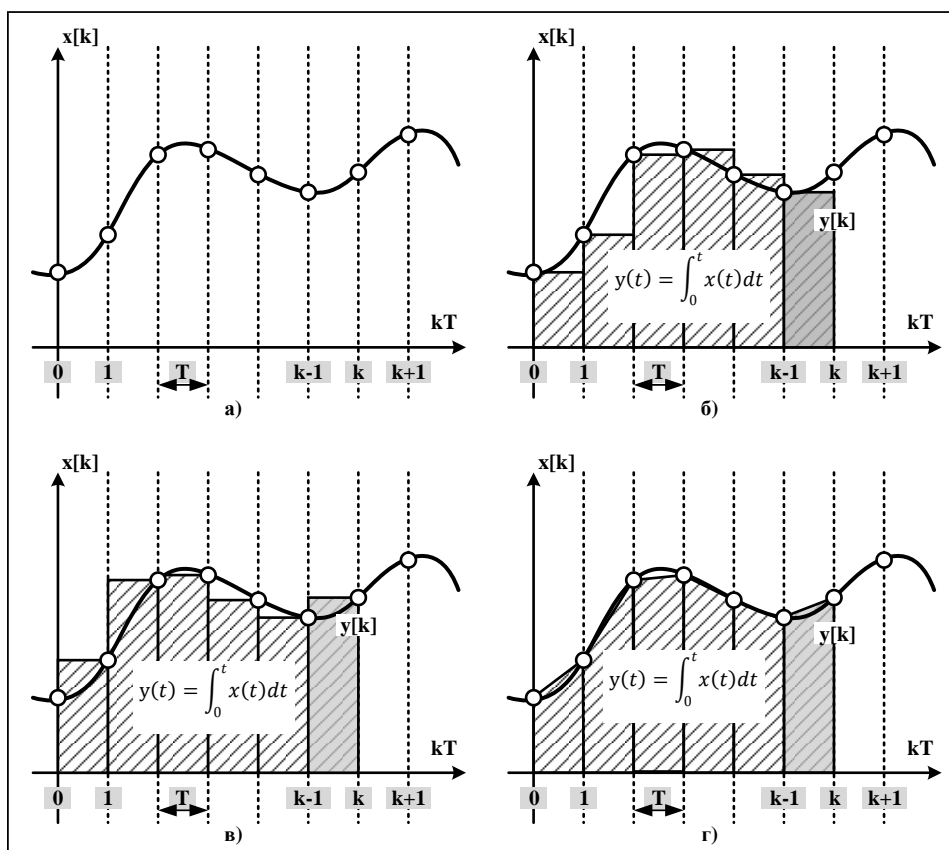 x[k]
kT
0 1 T k-1 k k+1
а)
x[k]
y[k]
y(t) = ∫₀ᵗ x(t)dt
kT
0 1 T k-1 k k+1
б)
x[k]
y[k]
y(t) = ∫₀ᵗ x(t)dt
kT
0 1 T k-1 k k+1
в)
x[k]
y[k]
y(t) = ∫₀ᵗ x(t)dt
kT
0 1 T k-1 k k+1
г)